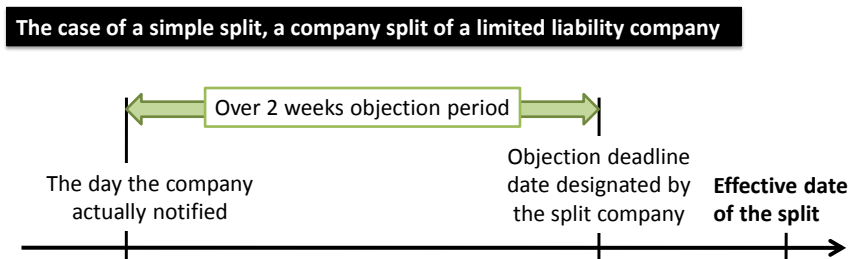 The case of a simple split, a company split of a limited liability company
Over 2 weeks objection period
The day the company
actually notified
Objection deadline
date designated by
the split company
Effective date
of the split